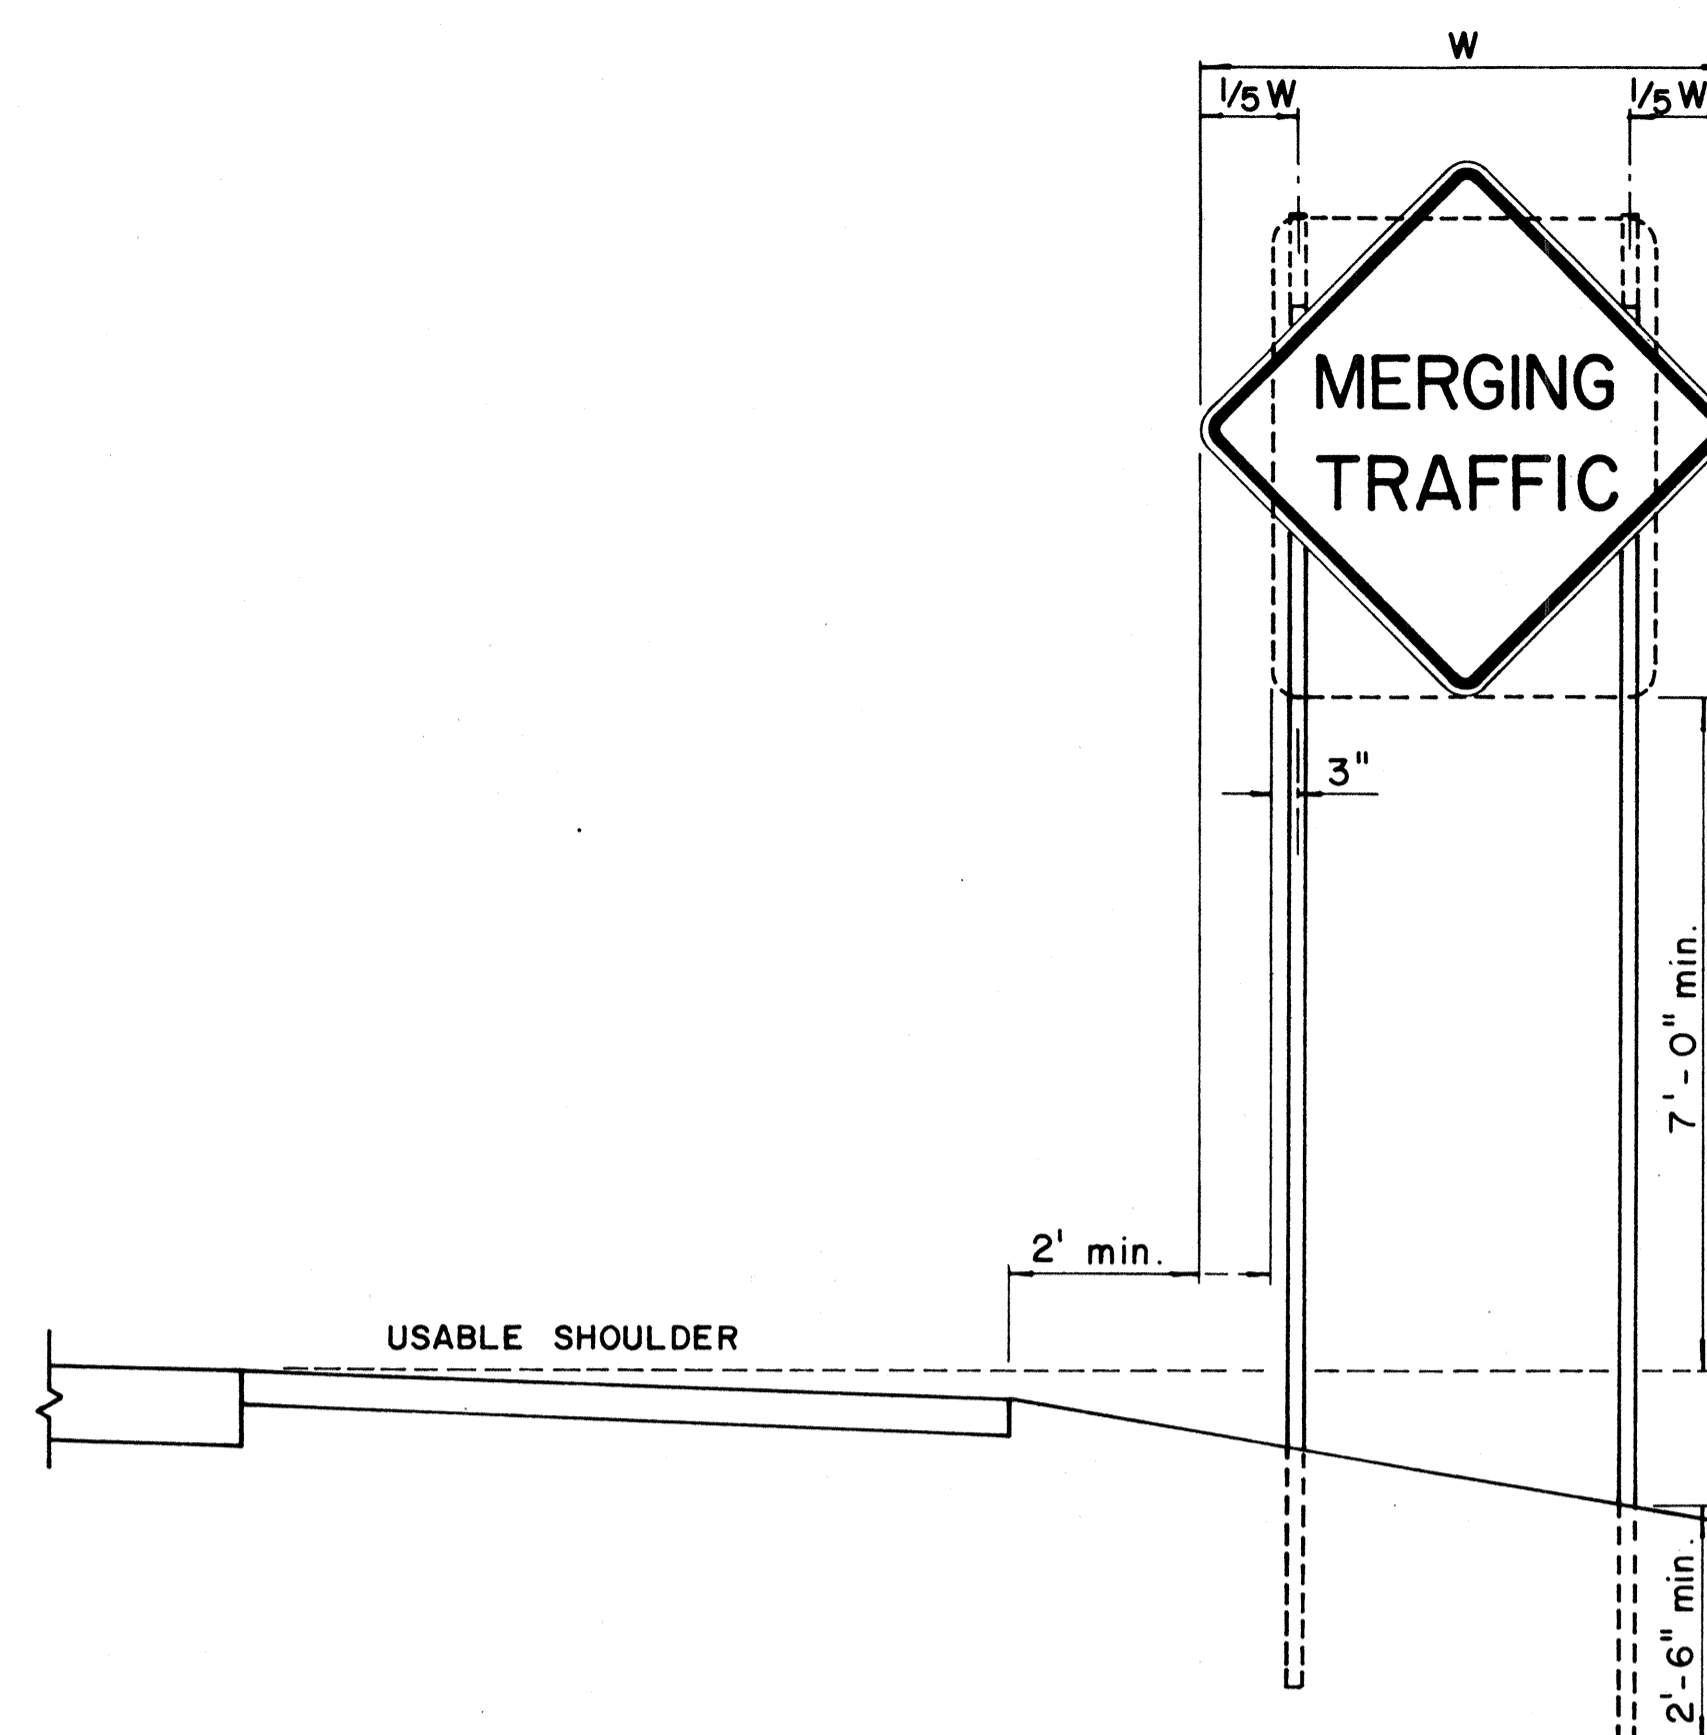 W
1/5 W
1/5 W
MERGING
TRAFFIC
3"
7'-0" min.
2' min.
USABLE SHOULDER
2'-6" min.